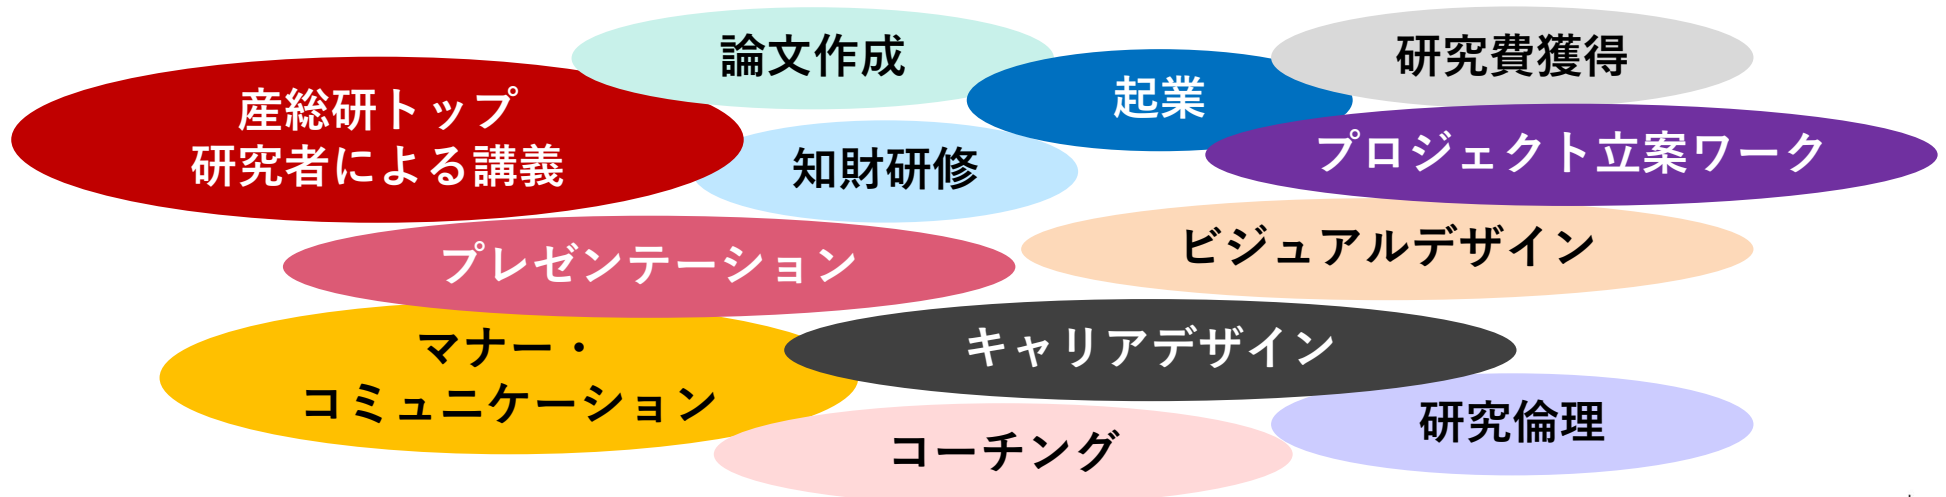 論文作成
研究費獲得
起業
産総研トップ
研究者による講義
知財研修
プロジェクト立案ワーク
プレゼンテーション
ビジュアルデザイン
マナー・
コミュニケーション
キャリアデザイン
研究倫理
コーチング